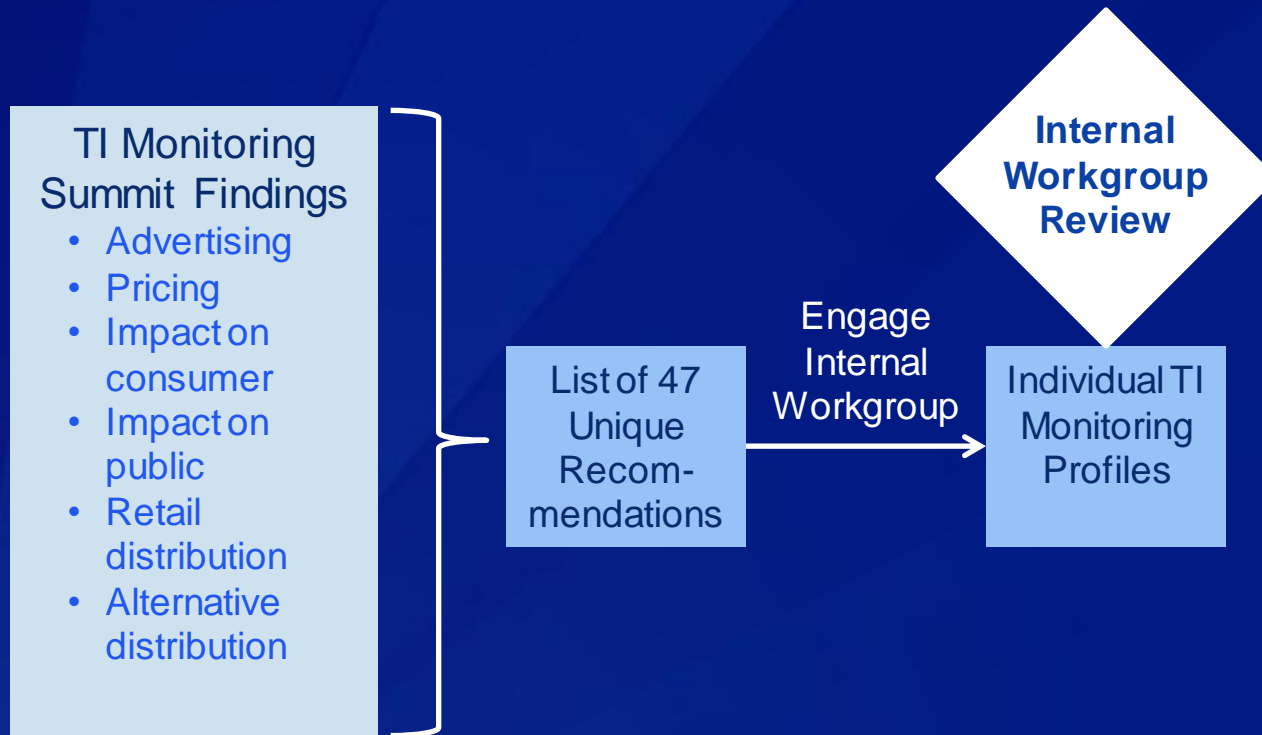 TI Monitoring
Summit Findings
• Advertising
• Pricing
• Impact on
consumer
• Impact on
public
• Retail
distribution
• Alternative
distribution
List of 47
Unique
Recom-
mendations
Engage
Internal
Workgroup
Internal
Workgroup
Review
Individual TI
Monitoring
Profiles